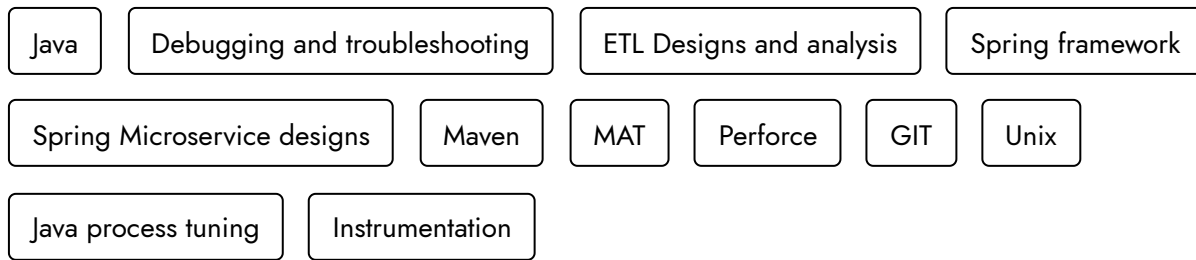 Java Debugging and troubleshooting ETL Designs and analysis Spring framework
Spring Microservice designs Maven MAT Perforce GIT Unix
Java process tuning Instrumentation